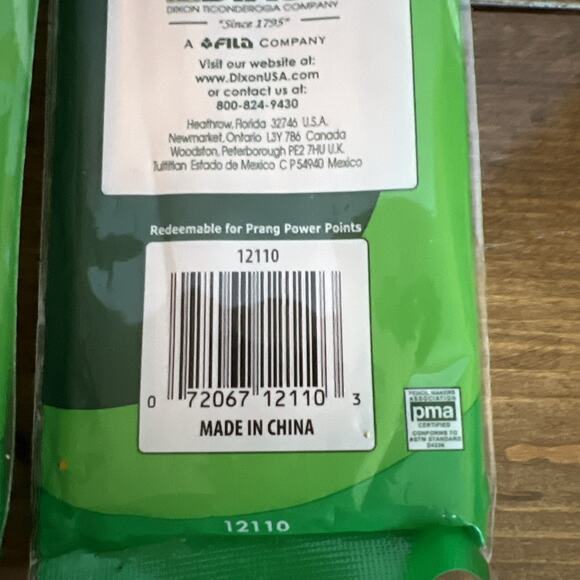 DIXON TICONDEROGA COMPANY
"Since 1795"
A FILA COMPANY
Visit our website at:
www.DixonUSA.com
or contact us at:
800-824-9430
Heathrow, Florida 32746 U.S.A.
Newmarket, Ontario L3Y 7B6 Canada
Woodston, Peterborough PE2 7HU U.K.
Tultitlan Estado de Mexico C P 54940 Mexico
Redeemable for Prang Power Points
12110
0 72067 12110 3
MADE IN CHINA
PENCIL MAKERS
ASSOCIATION
pma
CERTIFIED
CONFORMS TO
ASTM STANDARD
D4236
12110